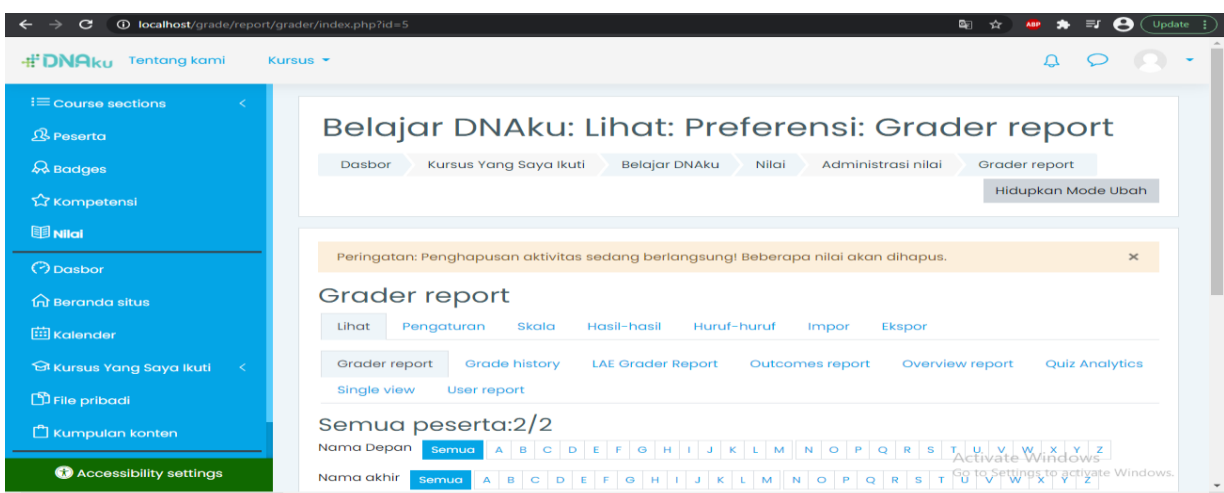 localhost/grade/report/grader/index.php?id=5
ABP
Update
DNAku Tentang kami Kursus
Course sections
Peserta
Badges
Kompetensi
Nilai
Dasbor
Beranda situs
Kalender
Kursus Yang Saya Ikuti
File pribadi
Kumpulan konten
Accessibility settings
Belajar DNAku: Lihat: Preferensi: Grader report
Dasbor Kursus Yang Saya Ikuti Belajar DNAku Nilai Administrasi nilai Grader report
Hidupkan Mode Ubah
Peringatan: Penghapusan aktivitas sedang berlangsung! Beberapa nilai akan dihapus. ×
Grader report
Lihat Pengaturan Skala Hasil-hasil Huruf-huruf Impor Ekspor
Grader report Grade history LAE Grader Report Outcomes report Overview report Quiz Analytics
Single view User report
Semua peserta:2/2
Nama Depan Semua A B C D E F G H I J K L M N O P Q R S T U V W X Y Z
Nama akhir Semua A B C D E F G H I J K L M N O P Q R S T U V W X Y Z
Activate Windows
Go to Settings to activate Windows.